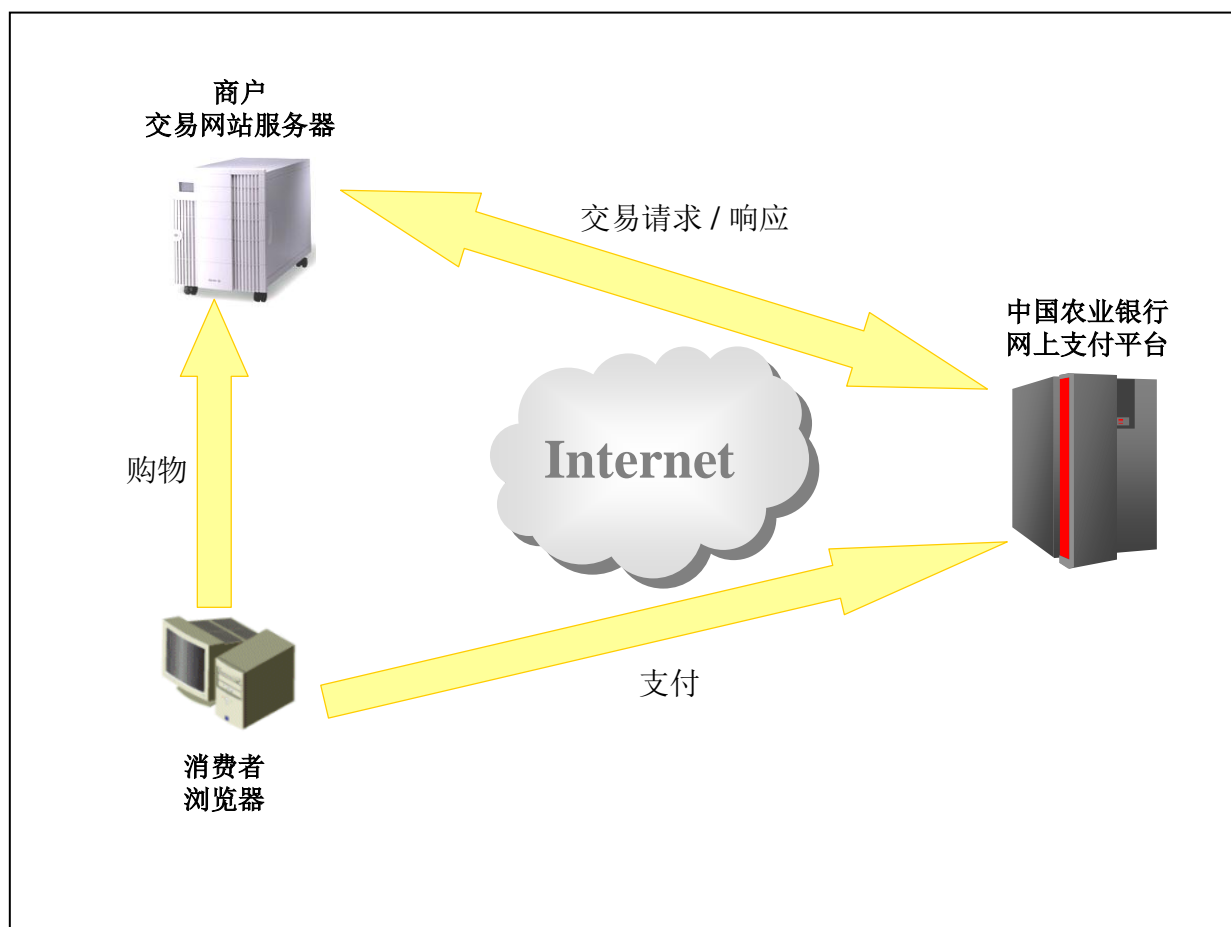 商户
交易网站服务器
交易请求 / 响应
中国农业银行
网上支付平台
Internet
购物
支付
消费者
浏览器